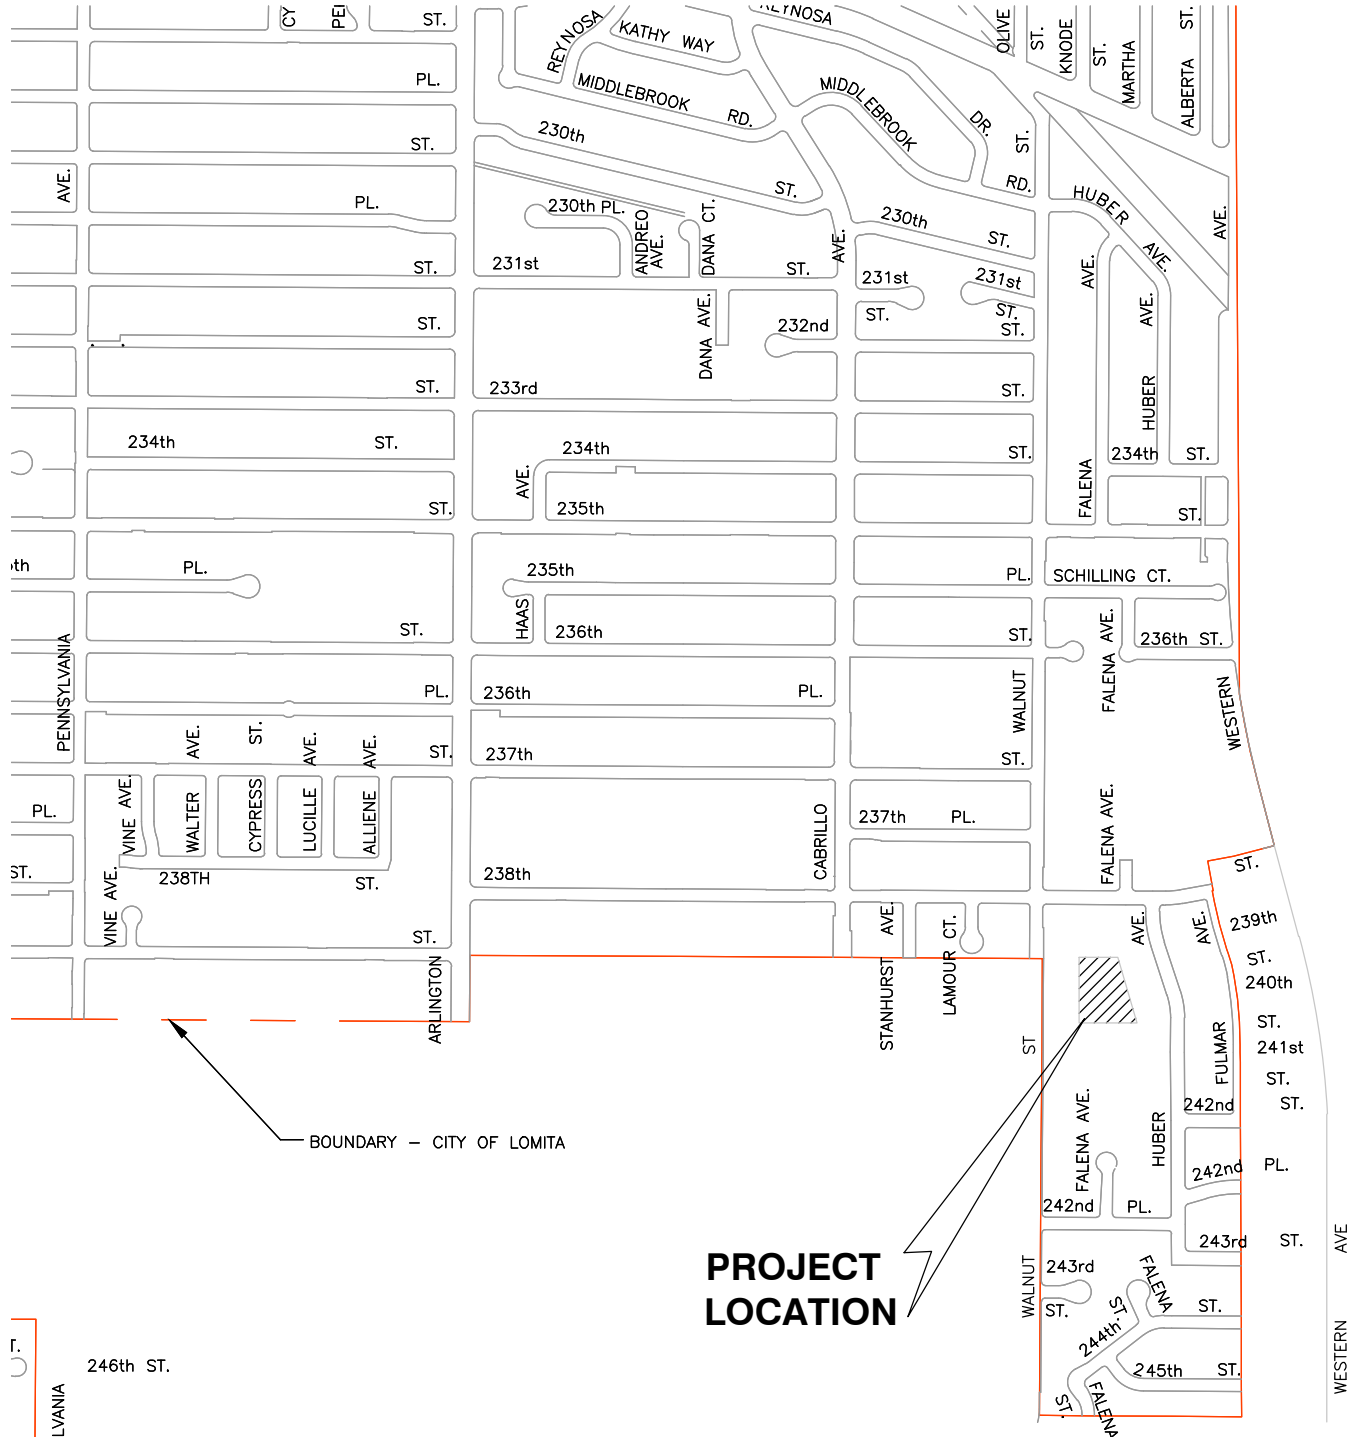 CY
PE
ST.
REYNOSA
KATHY WAY
REYNOSA
OLIVE
ST.
KNODE
ST.
MARTHA
ALBERTA ST.
PL.
MIDDLEBROOK RD.
MIDDLEBROOK
DR.
ST.
230th ST.
ST.
RD.
AVE.
PL.
230th PL.
ANDREO
AVE.
DANA CT.
230th ST.
HUBER AVE.
AVE.
ST.
231st ST.
AVE.
231st
ST.
231st
ST.
AVE.
AVE.
ST.
DANA AVE.
232nd
ST.
ST.
233rd
ST.
HUBER
234th ST.
234th
ST.
234th ST.
AVE.
FALENA
ST.
235th
ST.
th
PL.
235th
PL.
SCHILLING CT.
ST.
HAAS
236th
ST.
FALENA AVE.
236th ST.
PENNSYLVANIA
PL.
236th PL.
WALNUT
WESTERN
AVE.
ST.
AVE.
AVE.
ST.
237th
ST.
PL.
VINE AVE.
WALTER
CYPRESS
LUCILLE
ALLIENE
CABRILLO
237th PL.
FALENA AVE.
ST.
238TH ST.
238th
ST.
VINE AVE.
ST.
STANHURST AVE.
LAMOUR CT.
AVE.
AVE.
239th
ST.
240th
ARLINGTON
ST
ST.
241st
FULMAR
ST.
242nd ST.
BOUNDARY – CITY OF LOMITA
FALENA AVE.
HUBER
242nd PL.
242nd PL.
243rd ST.
AVE
PROJECT
LOCATION
WALNUT
243rd
ST.
FALENA
ST.
ST.
244th
246th ST.
245th ST.
WESTERN
LVANIA
ST.
FALENA